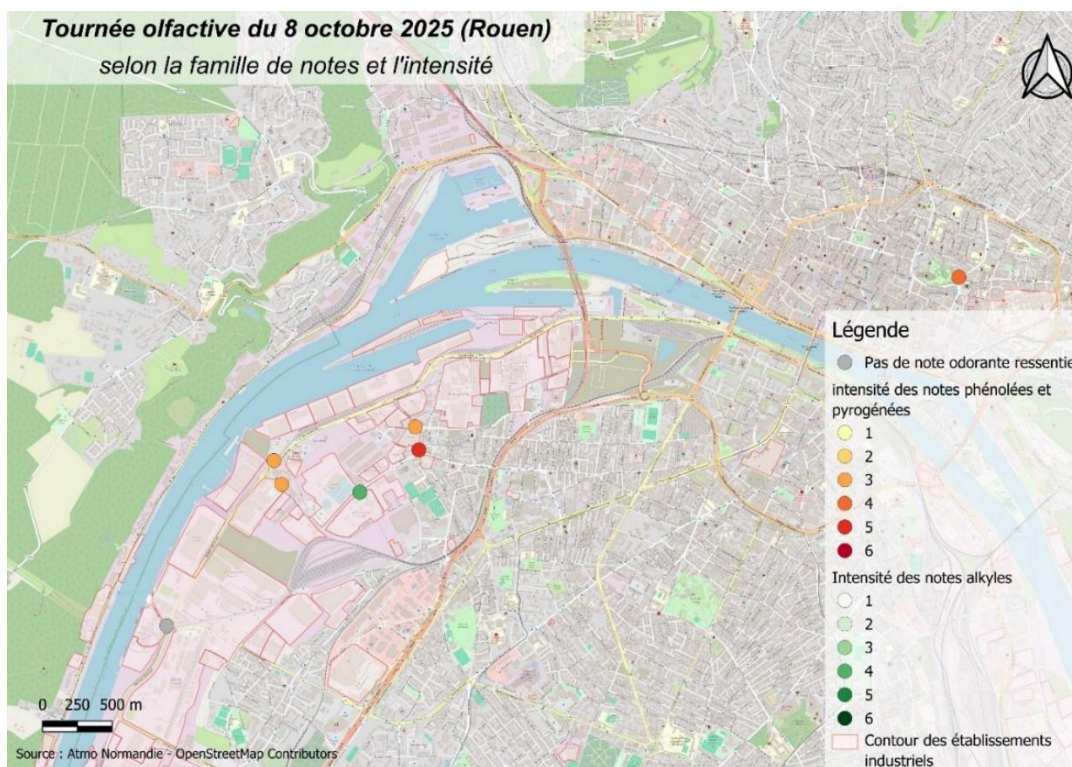 Tournée olfactive du 8 octobre 2025 (Rouen)
selon la famille de notes et l'intensité
Légende
Pas de note odorante ressentie
intensité des notes phénolées et
pyrogénées
1
2
3
4
5
6
Intensité des notes alkyles
1
2
3
4
5
6
Contour des établissements
industriels
0 250 500 m
Source : Atmo Normandie - OpenStreetMap Contributors